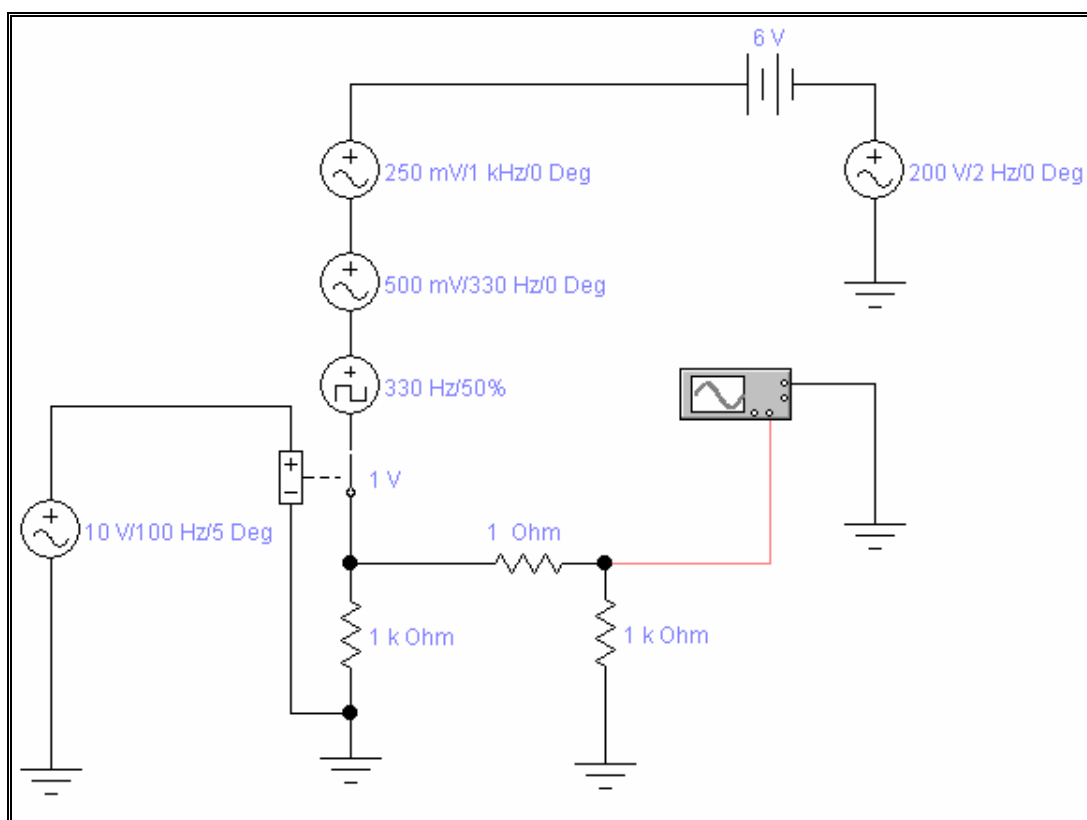 6 V
250 mV/1 kHz/0 Deg
200 V/2 Hz/0 Deg
500 mV/330 Hz/0 Deg
330 Hz/50%
1 V
10 V/100 Hz/5 Deg
1 Ohm
1 k Ohm
1 k Ohm